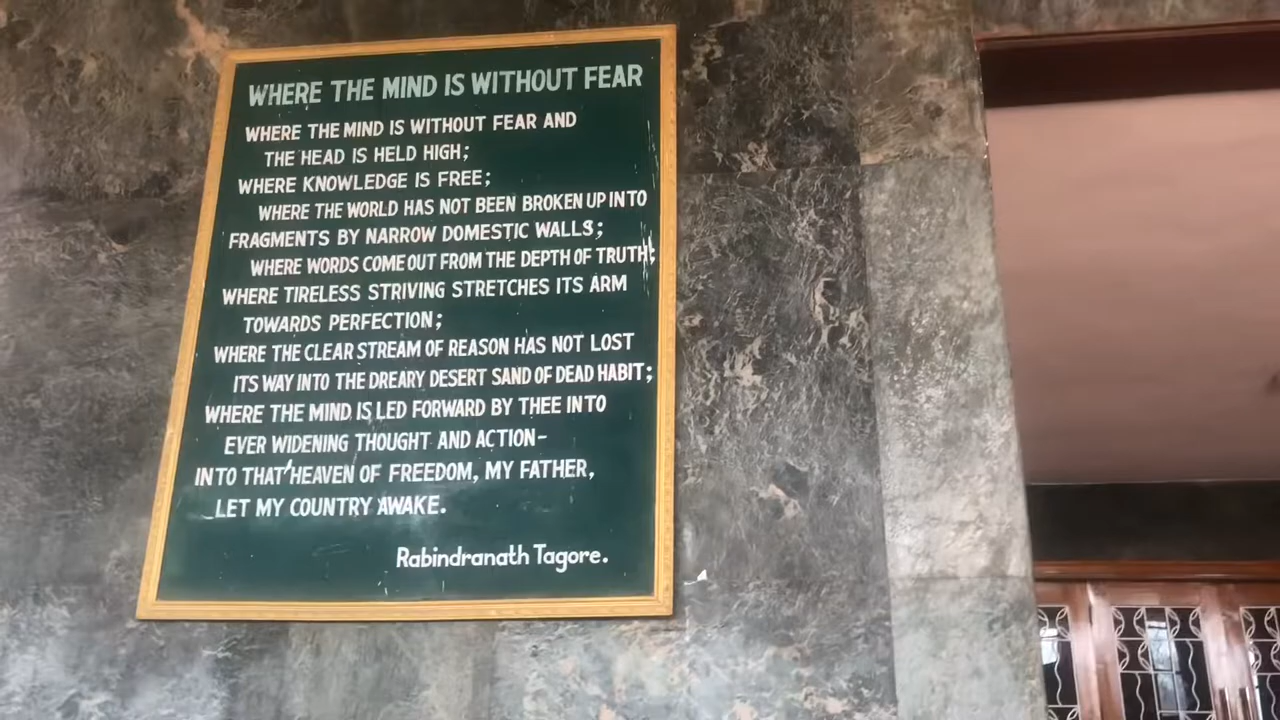 WHERE THE MIND IS WITHOUT FEAR
WHERE THE MIND IS WITHOUT FEAR AND
THE HEAD IS HELD HIGH;
WHERE KNOWLEDGE IS FREE;
WHERE THE WORLD HAS NOT BEEN BROKEN UP INTO
FRAGMENTS BY NARROW DOMESTIC WALLS;
WHERE WORDS COME OUT FROM THE DEPTH OF TRUTH;
WHERE TIRELESS STRIVING STRETCHES ITS ARM
TOWARDS PERFECTION;
WHERE THE CLEAR STREAM OF REASON HAS NOT LOST
ITS WAY INTO THE DREARY DESERT SAND OF DEAD HABIT;
WHERE THE MIND IS LED FORWARD BY THEE INTO
EVER WIDENING THOUGHT AND ACTION-
INTO THAT HEAVEN OF FREEDOM, MY FATHER,
LET MY COUNTRY AWAKE.
Rabindranath Tagore.